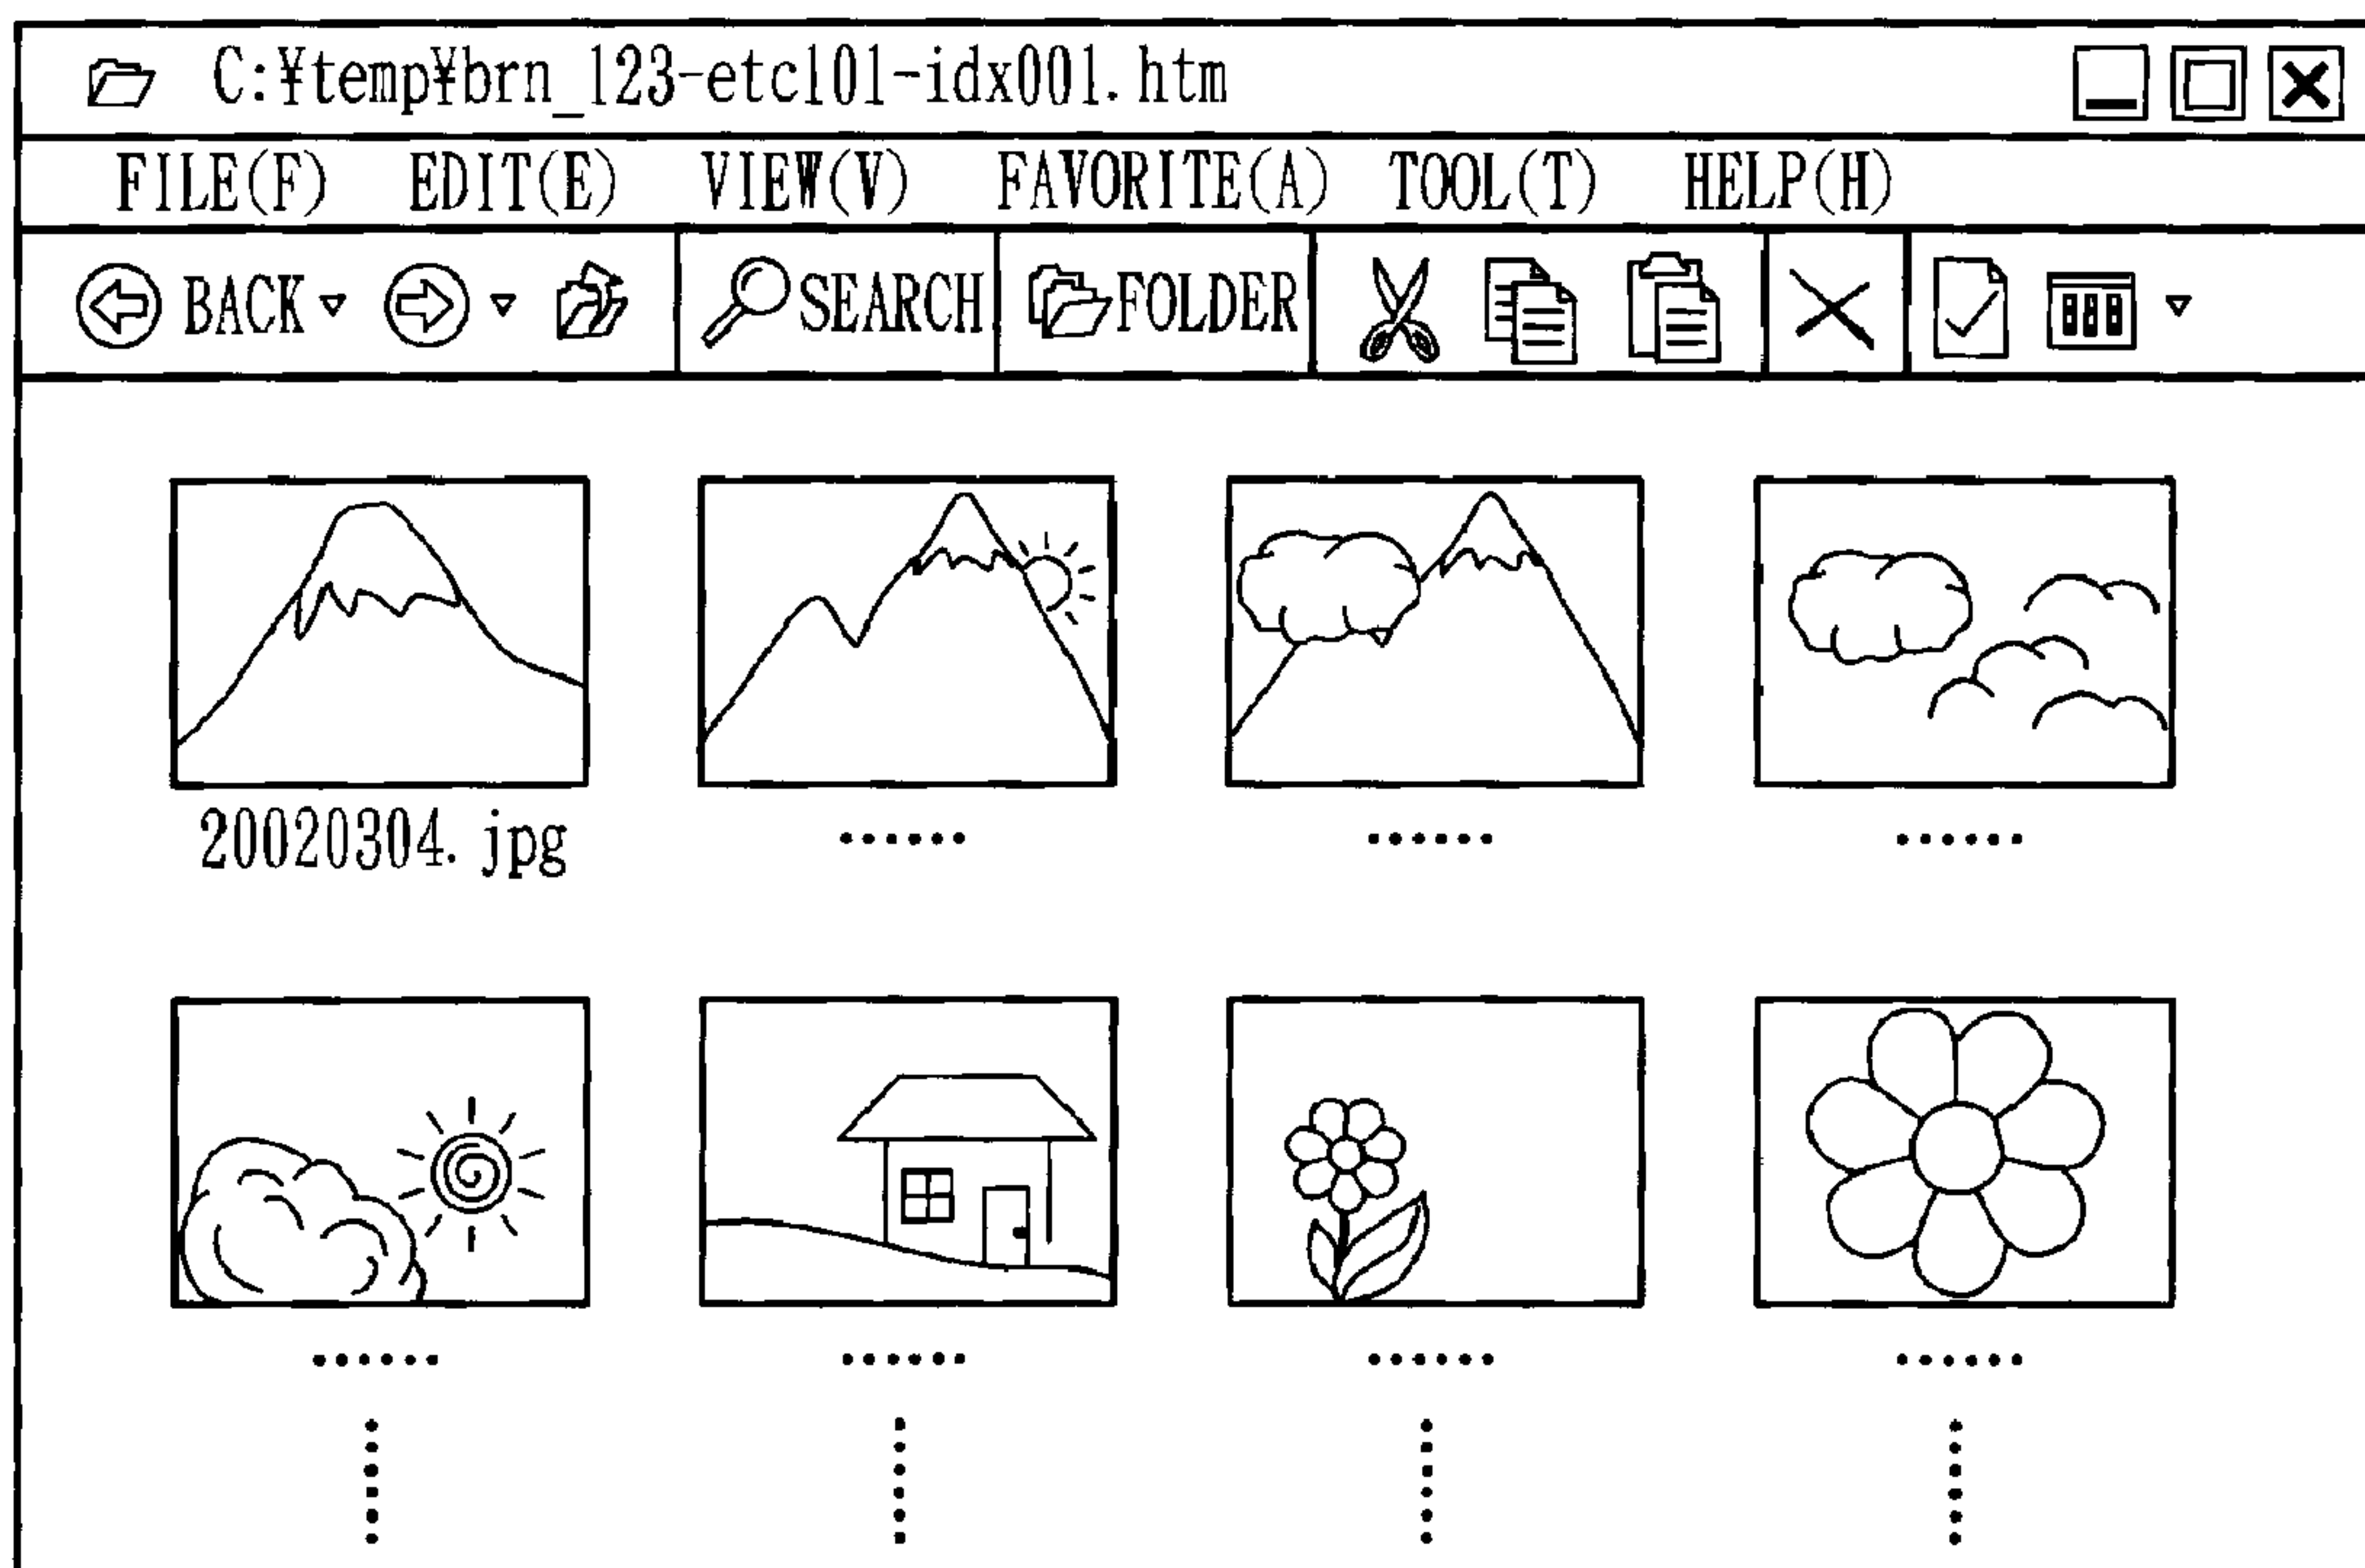 C:¥temp¥brn_123-etc101-idx001.htm
FILE(F) EDIT(E) VIEW(V) FAVORITE(A) TOOL(T) HELP(H)
BACK SEARCH FOLDER
20020304.jpg